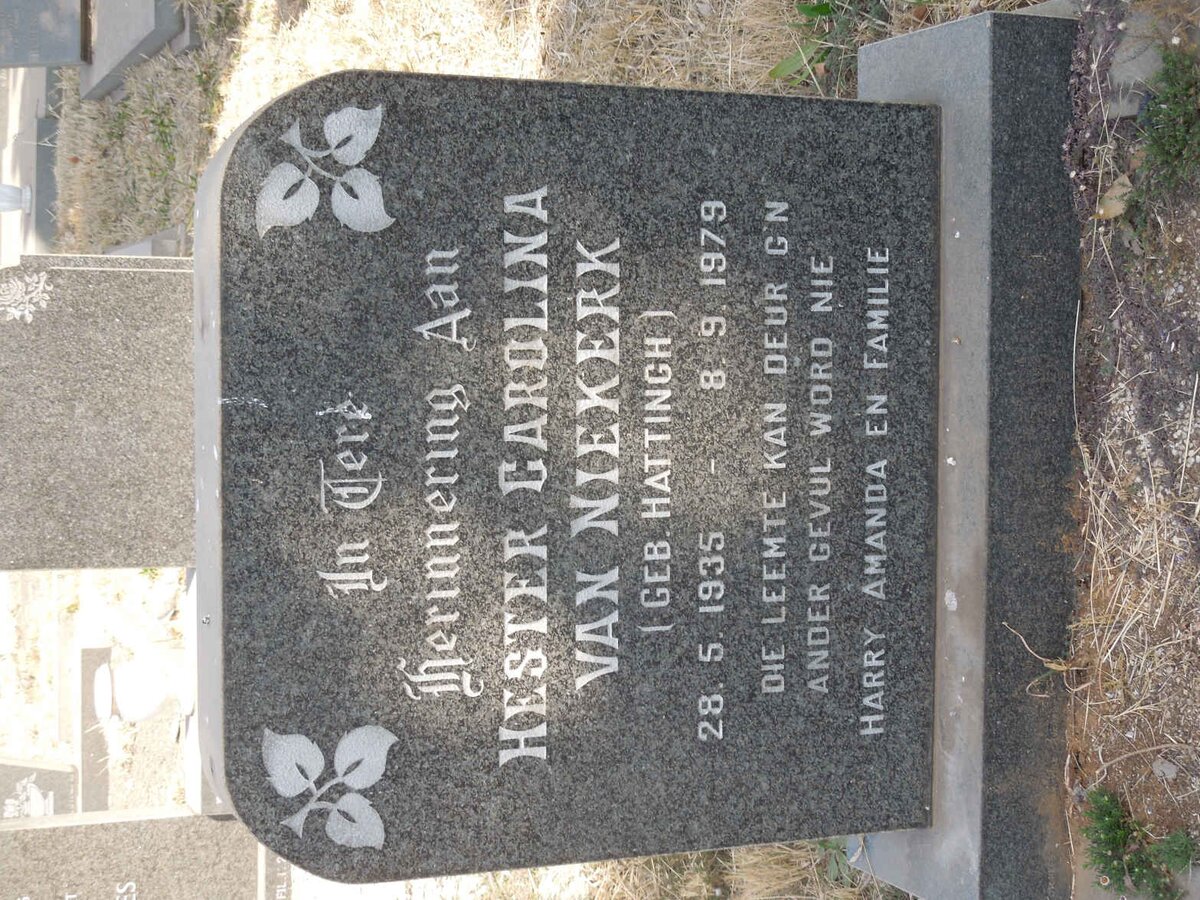 In Tere
Herinnering Aan
HESTER CAROLINA
VAN NIEKERK
(GEB. HATTINGH)
28. 5. 1935 - 8. 9. 1979
DIE LEEMTE KAN DEUR G'N
ANDER GEVUL WORD NIE
HARRY AMANDA EN FAMILIE